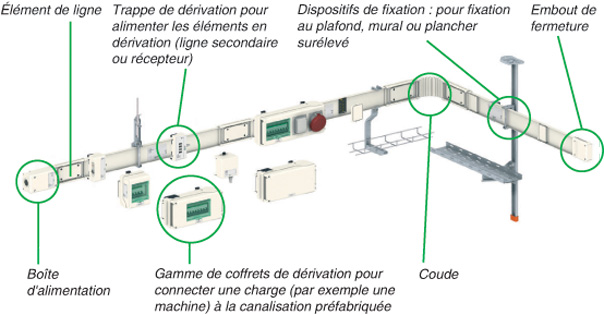 Élément de ligne
Trappe de dérivation pour
alimenter les éléments en
dérivation (ligne secondaire
ou récepteur)
Dispositifs de fixation : pour fixation
au plafond, mural ou plancher
surélevé
Embout de
fermeture
Boîte
d'alimentation
Gamme de coffrets de dérivation pour
connecter une charge (par exemple une
machine) à la canalisation préfabriquée
Coude